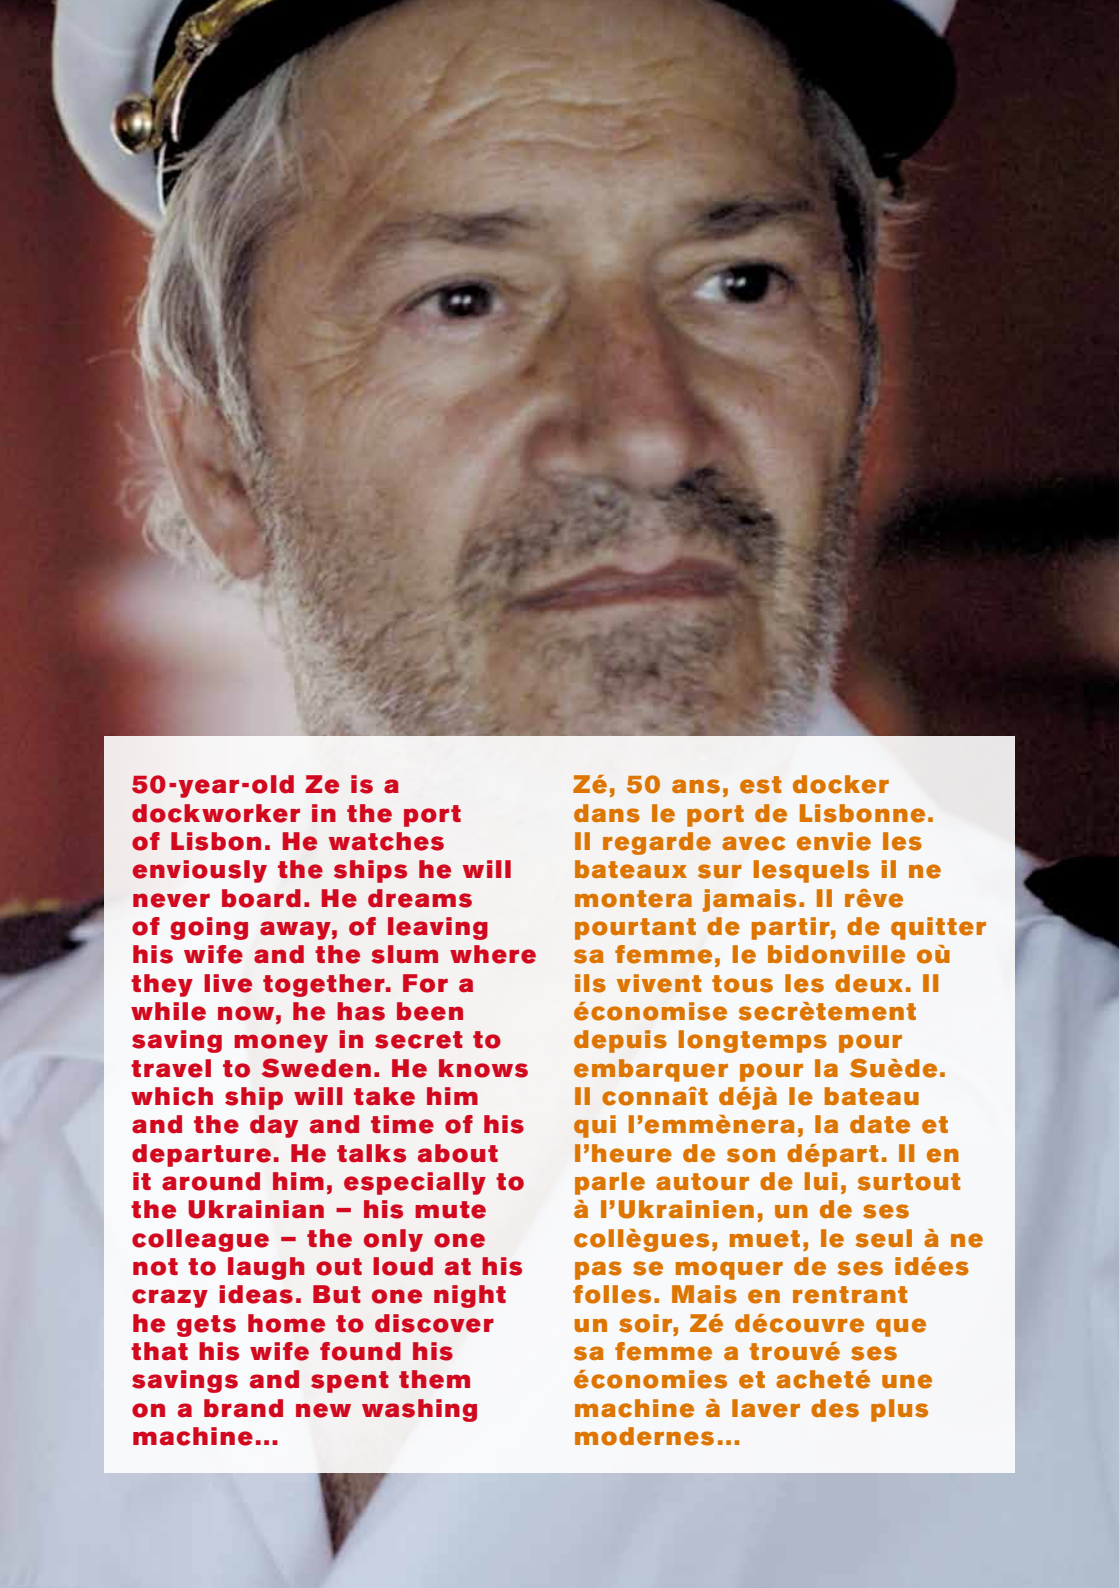 50-year-old Ze is a
dockworker in the port
of Lisbon. He watches
enviously the ships he will
never board. He dreams
of going away, of leaving
his wife and the slum where
they live together. For a
while now, he has been
saving money in secret to
travel to Sweden. He knows
which ship will take him
and the day and time of his
departure. He talks about
it around him, especially to
the Ukrainian – his mute
colleague – the only one
not to laugh out loud at his
crazy ideas. But one night
he gets home to discover
that his wife found his
savings and spent them
on a brand new washing
machine...
Zé, 50 ans, est docker
dans le port de Lisbonne.
Il regarde avec envie les
bateaux sur lesquels il ne
montera jamais. Il rêve
pourtant de partir, de quitter
sa femme, le bidonville où
ils vivent tous les deux. Il
économise secrètement
depuis longtemps pour
embarquer pour la Suède.
Il connaît déjà le bateau
qui l’emmènera, la date et
l’heure de son départ. Il en
parle autour de lui, surtout
à l’Ukrainien, un de ses
collègues, muet, le seul à ne
pas se moquer de ses idées
folles. Mais en rentrant
un soir, Zé découvre que
sa femme a trouvé ses
économies et acheté une
machine à laver des plus
modernes...